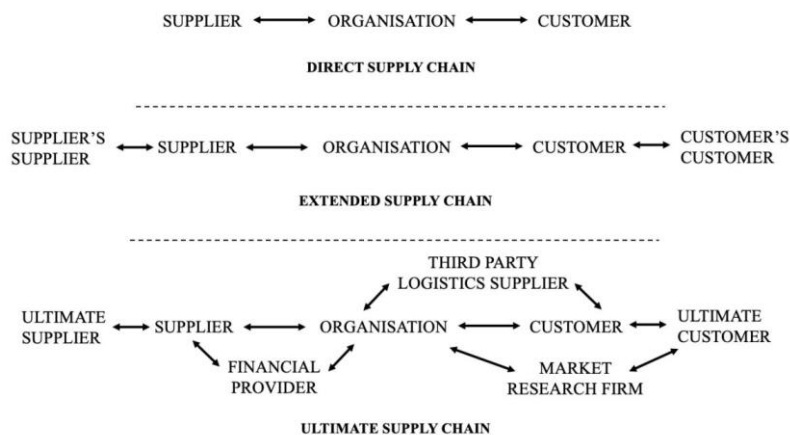 SUPPLIER ORGANISATION CUSTOMER
DIRECT SUPPLY CHAIN
SUPPLIER'S
SUPPLIER
SUPPLIER
ORGANISATION
CUSTOMER
CUSTOMER'S
CUSTOMER
EXTENDED SUPPLY CHAIN
THIRD PARTY
LOGISTICS SUPPLIER
ULTIMATE
SUPPLIER
SUPPLIER
ORGANISATION
CUSTOMER
ULTIMATE
CUSTOMER
FINANCIAL
PROVIDER
MARKET
RESEARCH FIRM
ULTIMATE SUPPLY CHAIN